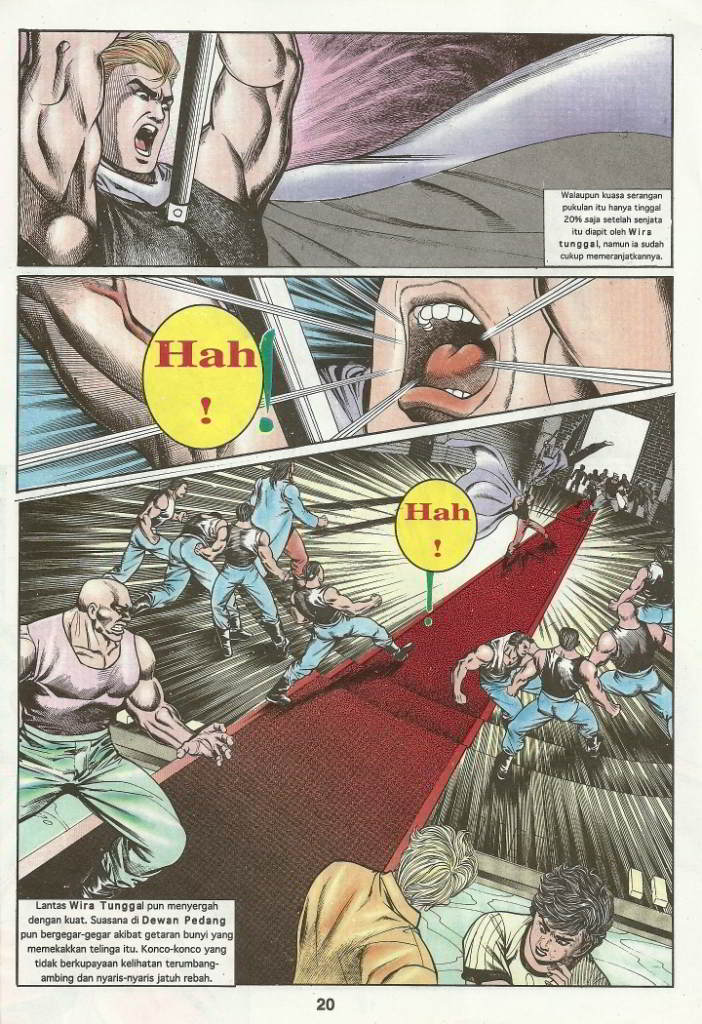 Walaupun kuasa serangan
pukulan itu hanya tinggal
20% saja setelah senjata
itu diapit oleh Wira
tunggal, namun ia sudah
cukup memeranjatkannya.
Hah
!
!
Hah
!
!
Lantas Wira Tunggal pun menyergah
dengan kuat. Suasana di Dewan Pedang
pun bergegar-gegar akibat getaran bunyi yang
memekakkan telinga itu. Konco-konco yang
tidak berkupayaan kelihatan terumbang-
ambing dan nyaris-nyaris jatuh rebah.
20